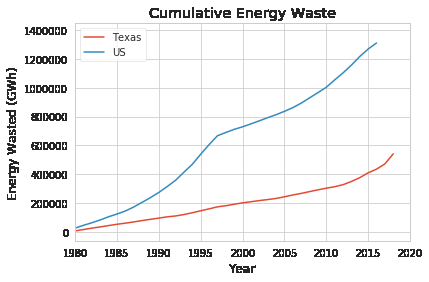 Cumulative Energy Waste
Texas
US
Energy Wasted (GWh)
1400000
1200000
1000000
800000
600000
400000
200000
0
1980 1985 1990 1995 2000 2005 2010 2015 2020
Year